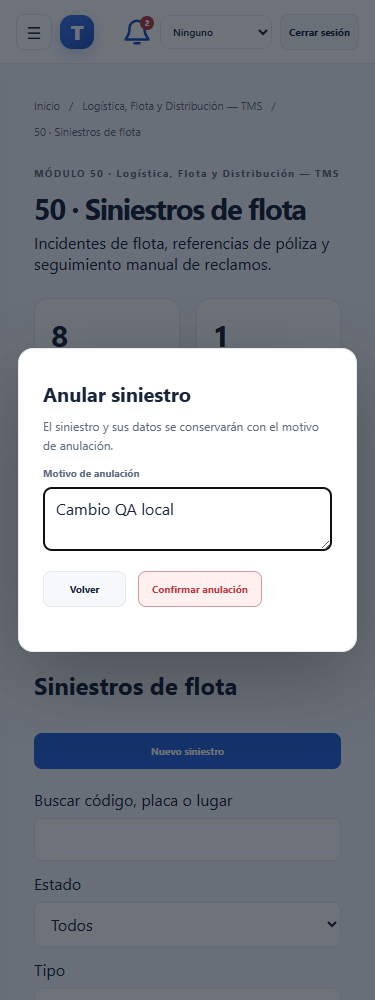 ☰
T
2
Ninguno
Cerrar sesión
Inicio / Logística, Flota y Distribución — TMS /
50 · Siniestros de flota
MÓDULO 50 · Logística, Flota y Distribución — TMS
50 · Siniestros de flota
Incidentes de flota, referencias de póliza y
seguimiento manual de reclamos.
8
1
Anular siniestro
El siniestro y sus datos se conservarán con el motivo
de anulación.
Motivo de anulación
Cambio QA local
Volver
Confirmar anulación
Siniestros de flota
Nuevo siniestro
Buscar código, placa o lugar
Estado
Todos
Tipo